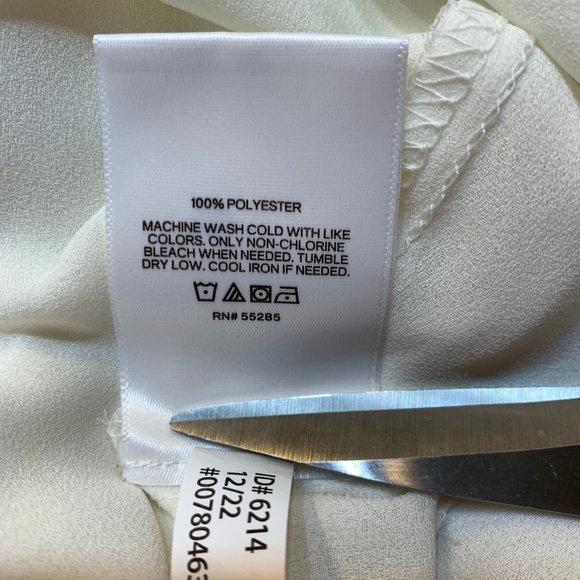 100% POLYESTER
MACHINE WASH COLD WITH LIKE
COLORS. ONLY NON-CHLORINE
BLEACH WHEN NEEDED. TUMBLE
DRY LOW. COOL IRON IF NEEDED.
RN# 55285
ID# 6214
12/22
#00780463